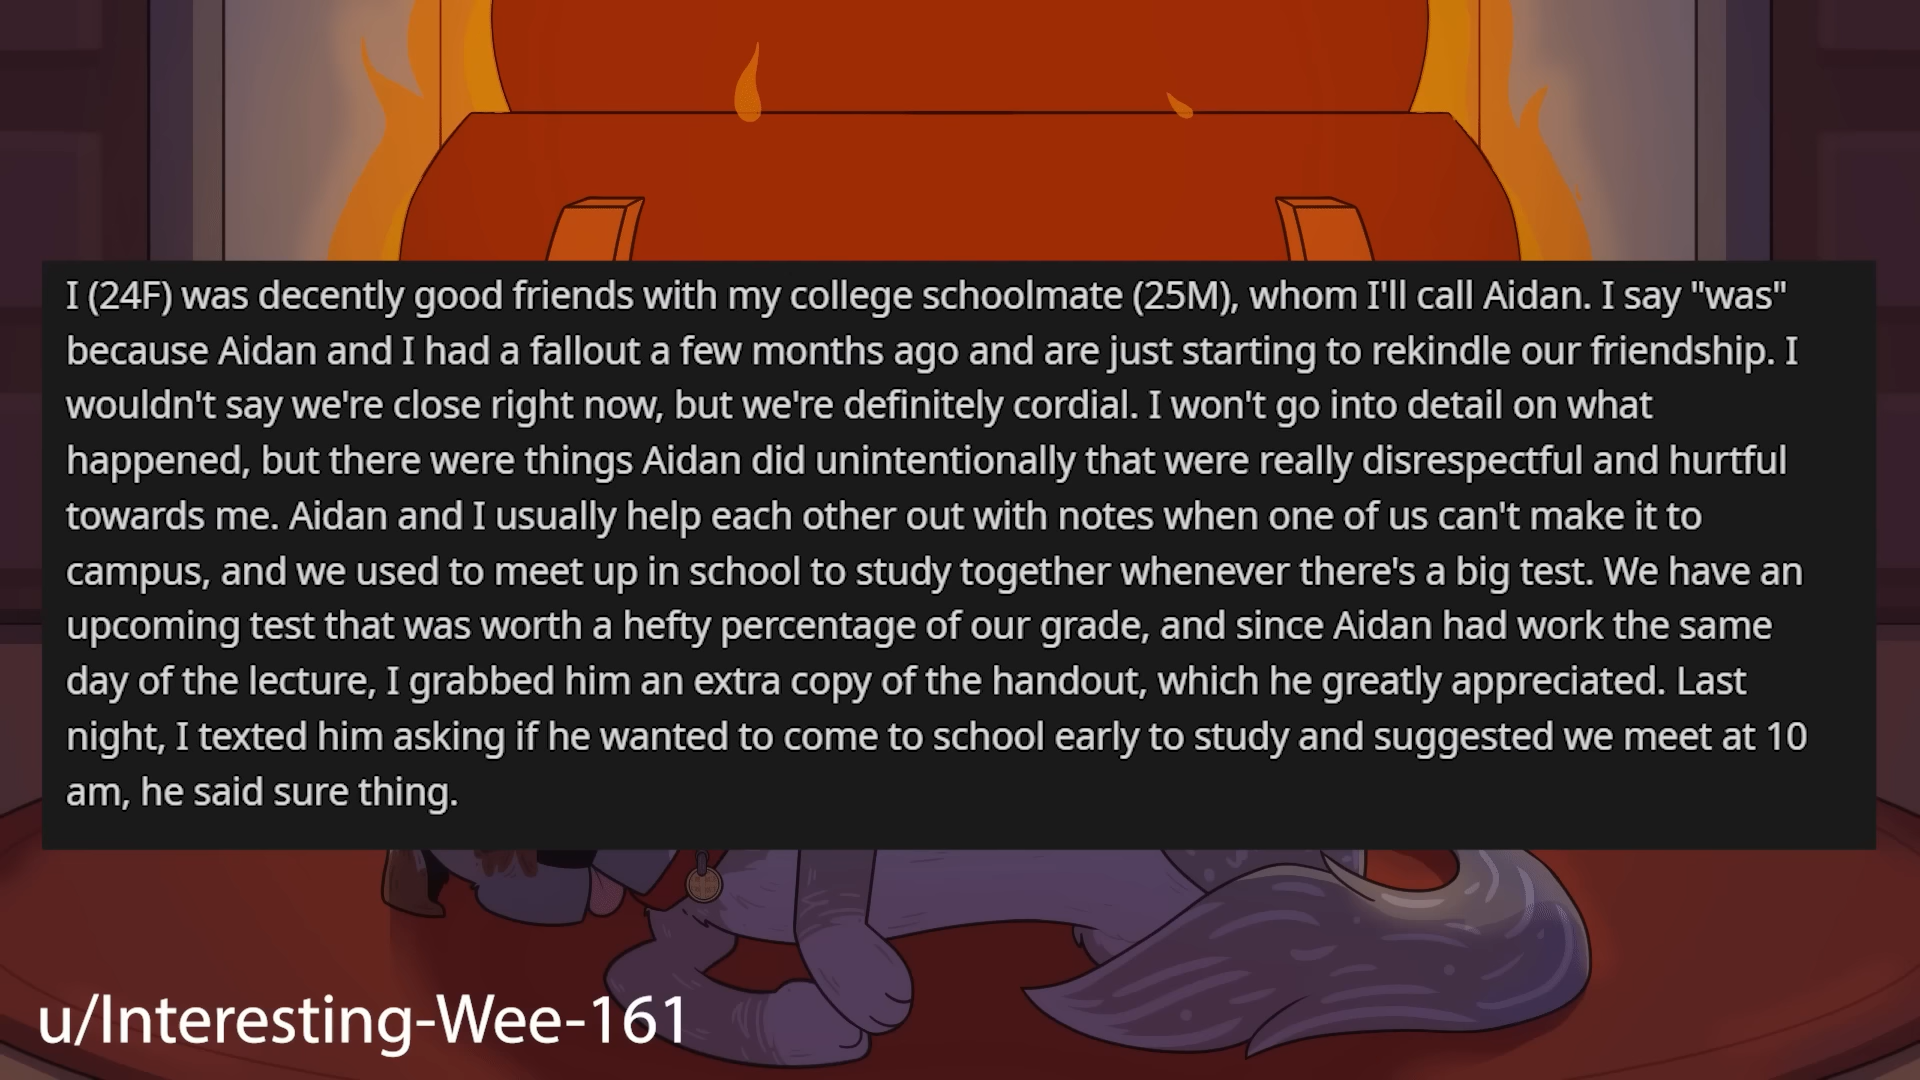 I (24F) was decently good friends with my college schoolmate (25M), whom I'll call Aidan. I say "was"
because Aidan and I had a fallout a few months ago and are just starting to rekindle our friendship. I
wouldn't say we're close right now, but we're definitely cordial. I won't go into detail on what
happened, but there were things Aidan did unintentionally that were really disrespectful and hurtful
towards me. Aidan and I usually help each other out with notes when one of us can't make it to
campus, and we used to meet up in school to study together whenever there's a big test. We have an
upcoming test that was worth a hefty percentage of our grade, and since Aidan had work the same
day of the lecture, I grabbed him an extra copy of the handout, which he greatly appreciated. Last
night, I texted him asking if he wanted to come to school early to study and suggested we meet at 10
am, he said sure thing.
u/Interesting-Wee-161